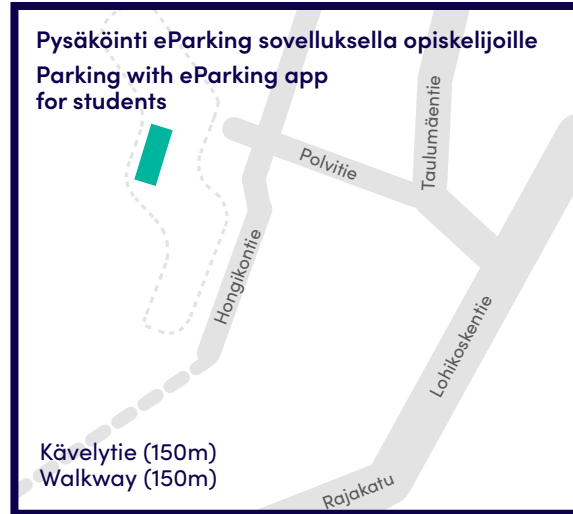 Pysäköinti eParking sovelluksella opiskelijoille
Parking with eParking app
for students
Polvitie
Taulumäentie
Hongikontie
Lohikoskentie
Kävelytie (150m)
Walkway (150m)
Rajakatu